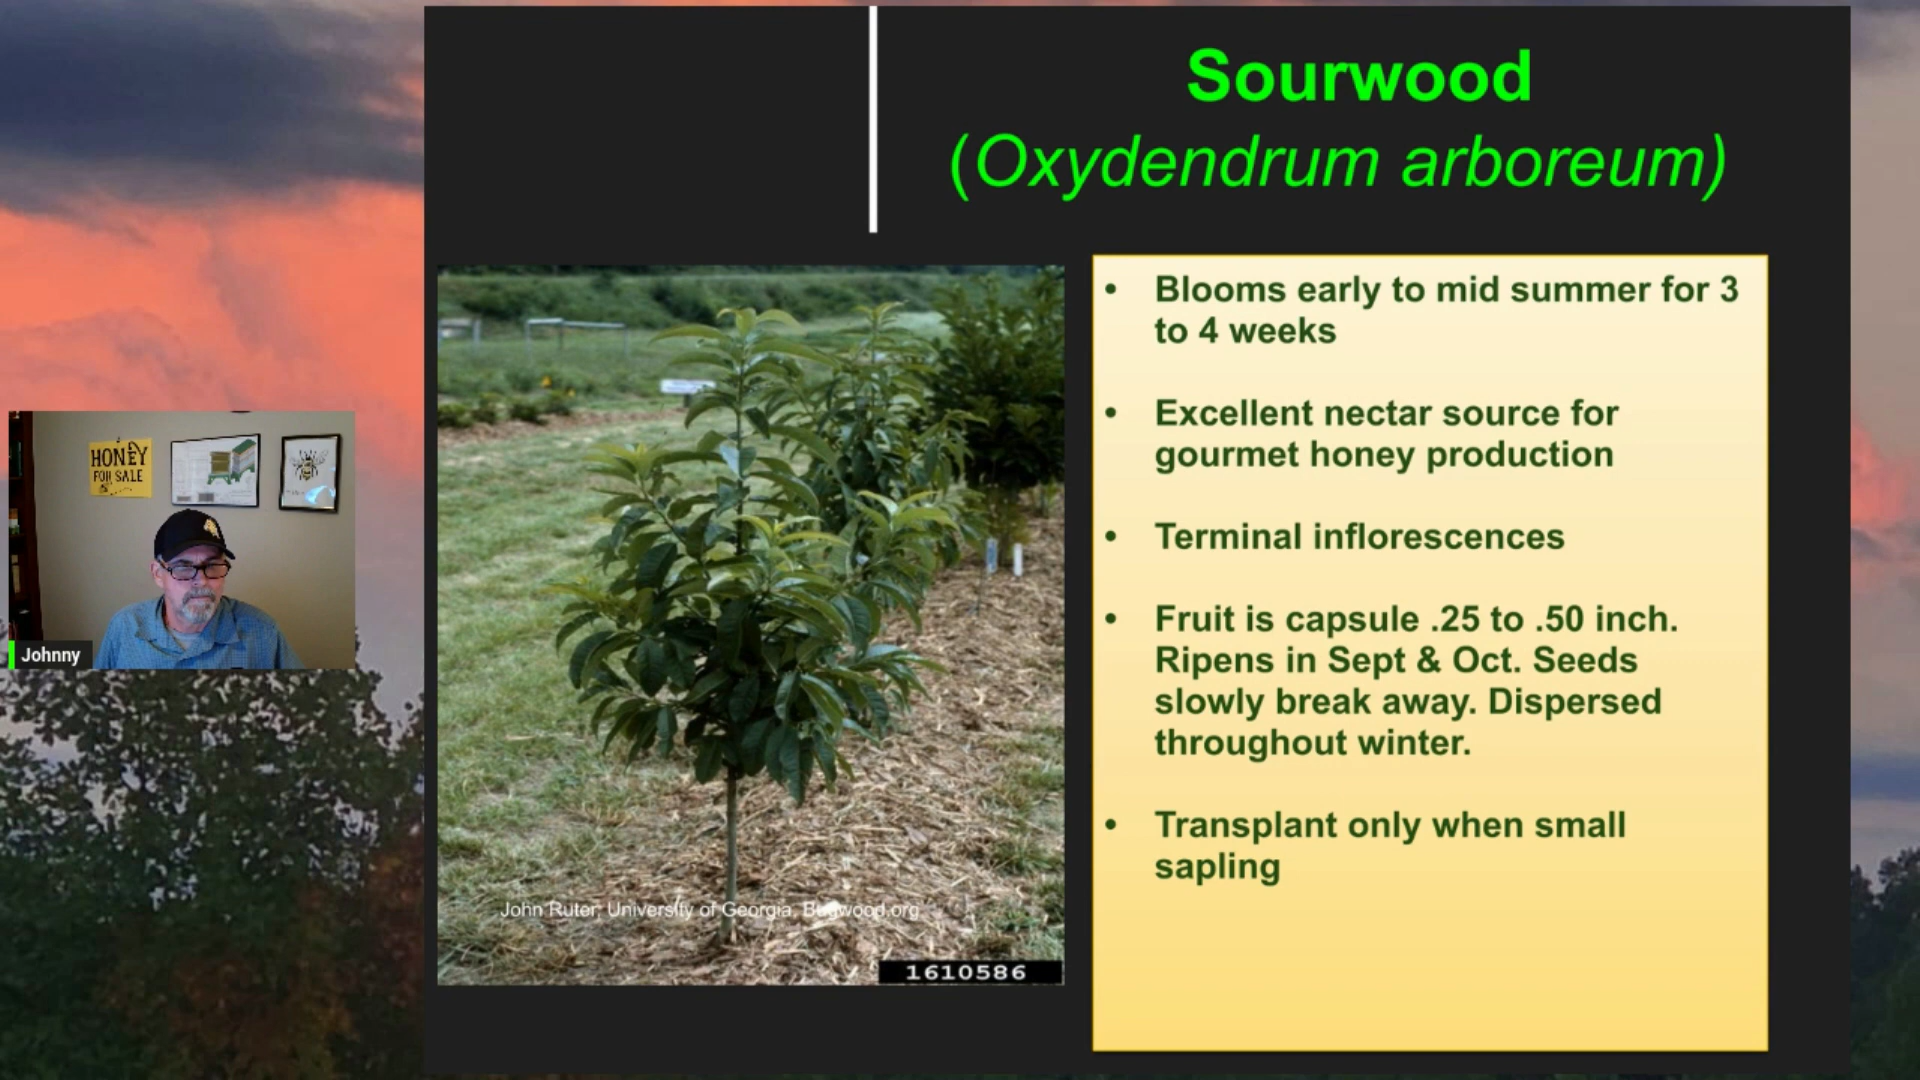 Sourwood
(Oxydendrum arboreum)
• Blooms early to mid summer for 3
to 4 weeks
• Excellent nectar source for
gourmet honey production
• Terminal inflorescences
• Fruit is capsule .25 to .50 inch.
Ripens in Sept & Oct. Seeds
slowly break away. Dispersed
throughout winter.
• Transplant only when small
sapling
John Ruter, University of Georgia, Bugwood.org
1610586
HONEY
FOR SALE
Johnny